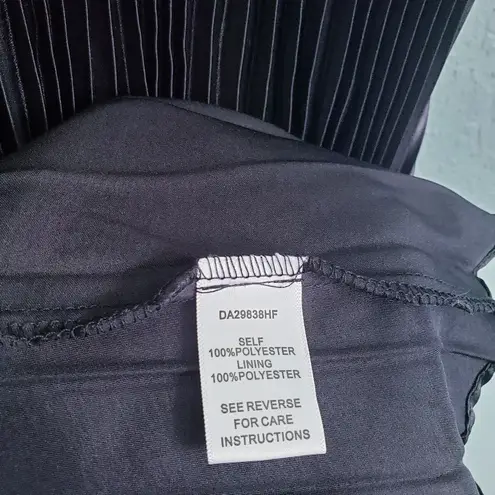 DA29838HF
SELF
100%POLYESTER
LINING
100%POLYESTER
SEE REVERSE
FOR CARE
INSTRUCTIONS